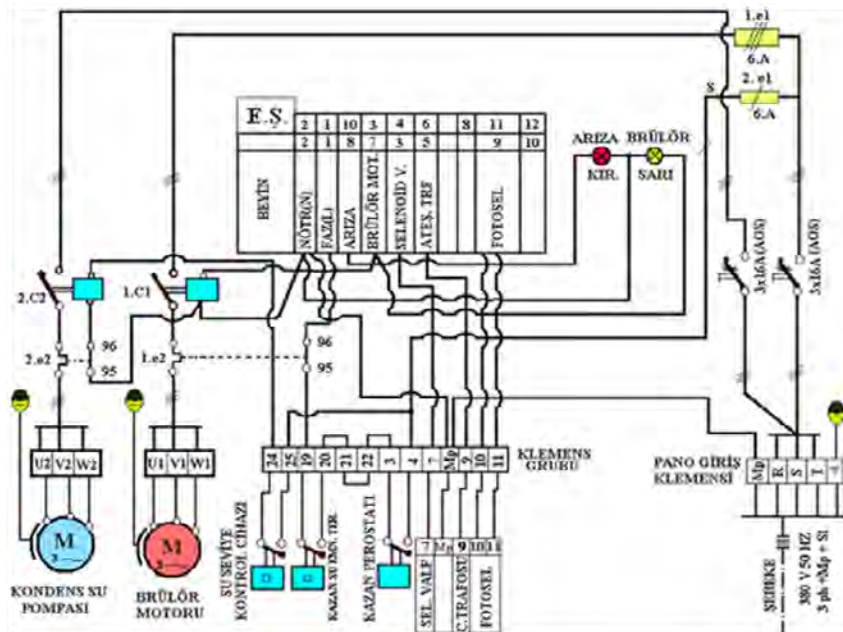 1.e1
6.A
2. e1
6.A
S
E.Ş.
2 1 10 3 4 6 8 11 12
2 1 8 7 3 5 9 10
BEYİN
NÖTR(N)
FAZ(L)
ARIZA
BRÜLÖR MOT.
SELENOİD V.
ATEŞ. TRF
FOTOSEL
ARIZA BRÜLÖR
KIR. SARI
3x16A(AOS)
3x16A(AOS)
2.C2
1.C1
96
95
2.e2
1.e2
96
95
U2 V2 W2
U1 V1 W1
M
3
M
3
KONDENS SU
POMPASI
BRÜLÖR
MOTORU
24 25 19 20 21 22 3 4 7 Mp 9 10 11
KLEMENS
GRUBU
SU SEVİYE
KONTROL CİHAZI
KAZAN SU EMN. TER.
KAZAN PEROSTATI
7 Mp 9 10 11
SEL. VALF
C.TRAFOSU
FOTOSEL
PANO GİRİŞ
KLEMENSİ
Mp R S T
ŞEBEKE
380 V 50 HZ
3 ph +Mp + Sl